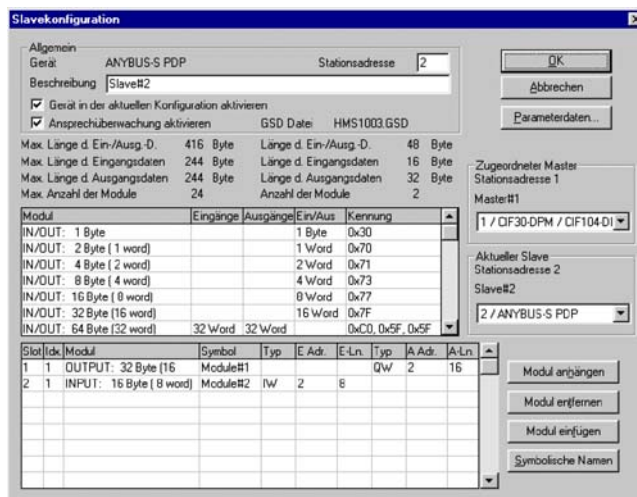 Slavekonfiguration
Allgemein
Gerät ANYBUS-S PDP Stationsadresse 2
Beschreibung Slave#2
Gerät in der aktuellen Konfiguration aktivieren
Ansprechüberwachung aktivieren GSD Datei HMS1003.GSD
OK
Abbrechen
Parameterdaten...
Max. Länge d. Ein-/Ausg.-D. 416 Byte Länge d. Ein-/Ausg.-D. 48 Byte
Max. Länge d. Eingangsdaten 244 Byte Länge d. Eingangsdaten 16 Byte
Max. Länge d. Ausgangsdaten 244 Byte Länge d. Ausgangsdaten 32 Byte
Max. Anzahl der Module 24 Anzahl der Module 2
Zugeordneter Master
Stationsadresse 1
Master#1
1 / CIF30-DPM / CIF104-DI
Aktueller Slave
Stationsadresse 2
Slave#2
2 / ANYBUS-S PDP
Modul Eingänge Ausgänge Ein/Aus Kennung
IN/OUT: 1 Byte 1 Byte 0x30
IN/OUT: 2 Byte ( 1 word) 1 Word 0x70
IN/OUT: 4 Byte ( 2 word) 2 Word 0x71
IN/OUT: 8 Byte ( 4 word) 4 Word 0x73
IN/OUT: 16 Byte ( 8 word) 8 Word 0x77
IN/OUT: 32 Byte (16 word) 16 Word 0x7F
IN/OUT: 64 Byte (32 word) 32 Word 32 Word 0xC0, 0x5F, 0x5F
Slot Idx. Modul Symbol Typ E Adr. E-Ln. Typ A Adr. A-Ln.
1 1 OUTPUT: 32 Byte (16 Module#1 QW 2 16
2 1 INPUT: 16 Byte ( 8 word) Module#2 IW 2 8
Modul anhängen
Modul entfernen
Modul einfügen
Symbolische Namen